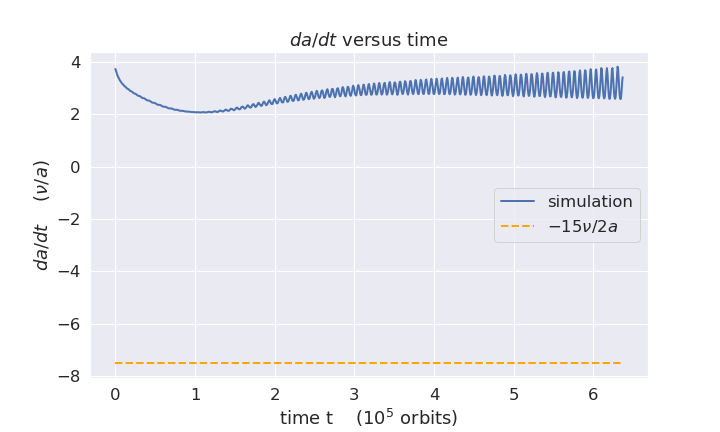 da/dt versus time
da/dt (ν/a)
4
2
0
−2
−4
−6
−8
simulation
−15ν/2a
0 1 2 3 4 5 6
time t (10⁵ orbits)